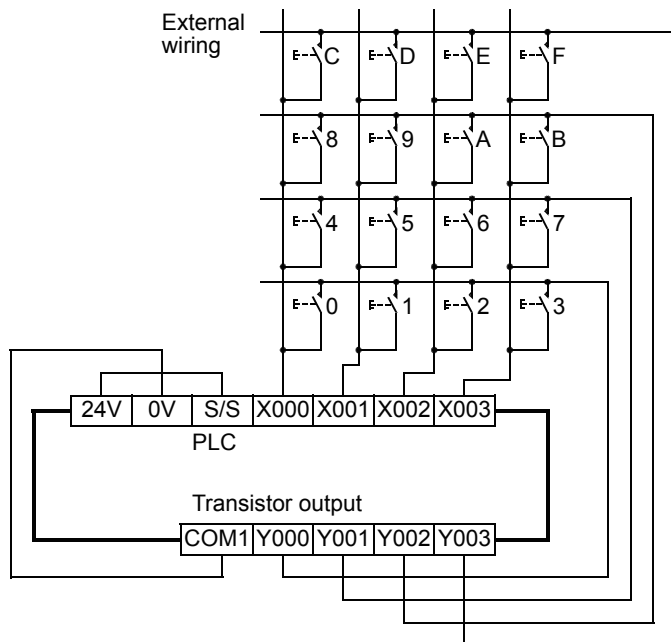 External
wiring
C D E F
8 9 A B
4 5 6 7
0 1 2 3
24V 0V S/S X000 X001 X002 X003
PLC
Transistor output
COM1 Y000 Y001 Y002 Y003